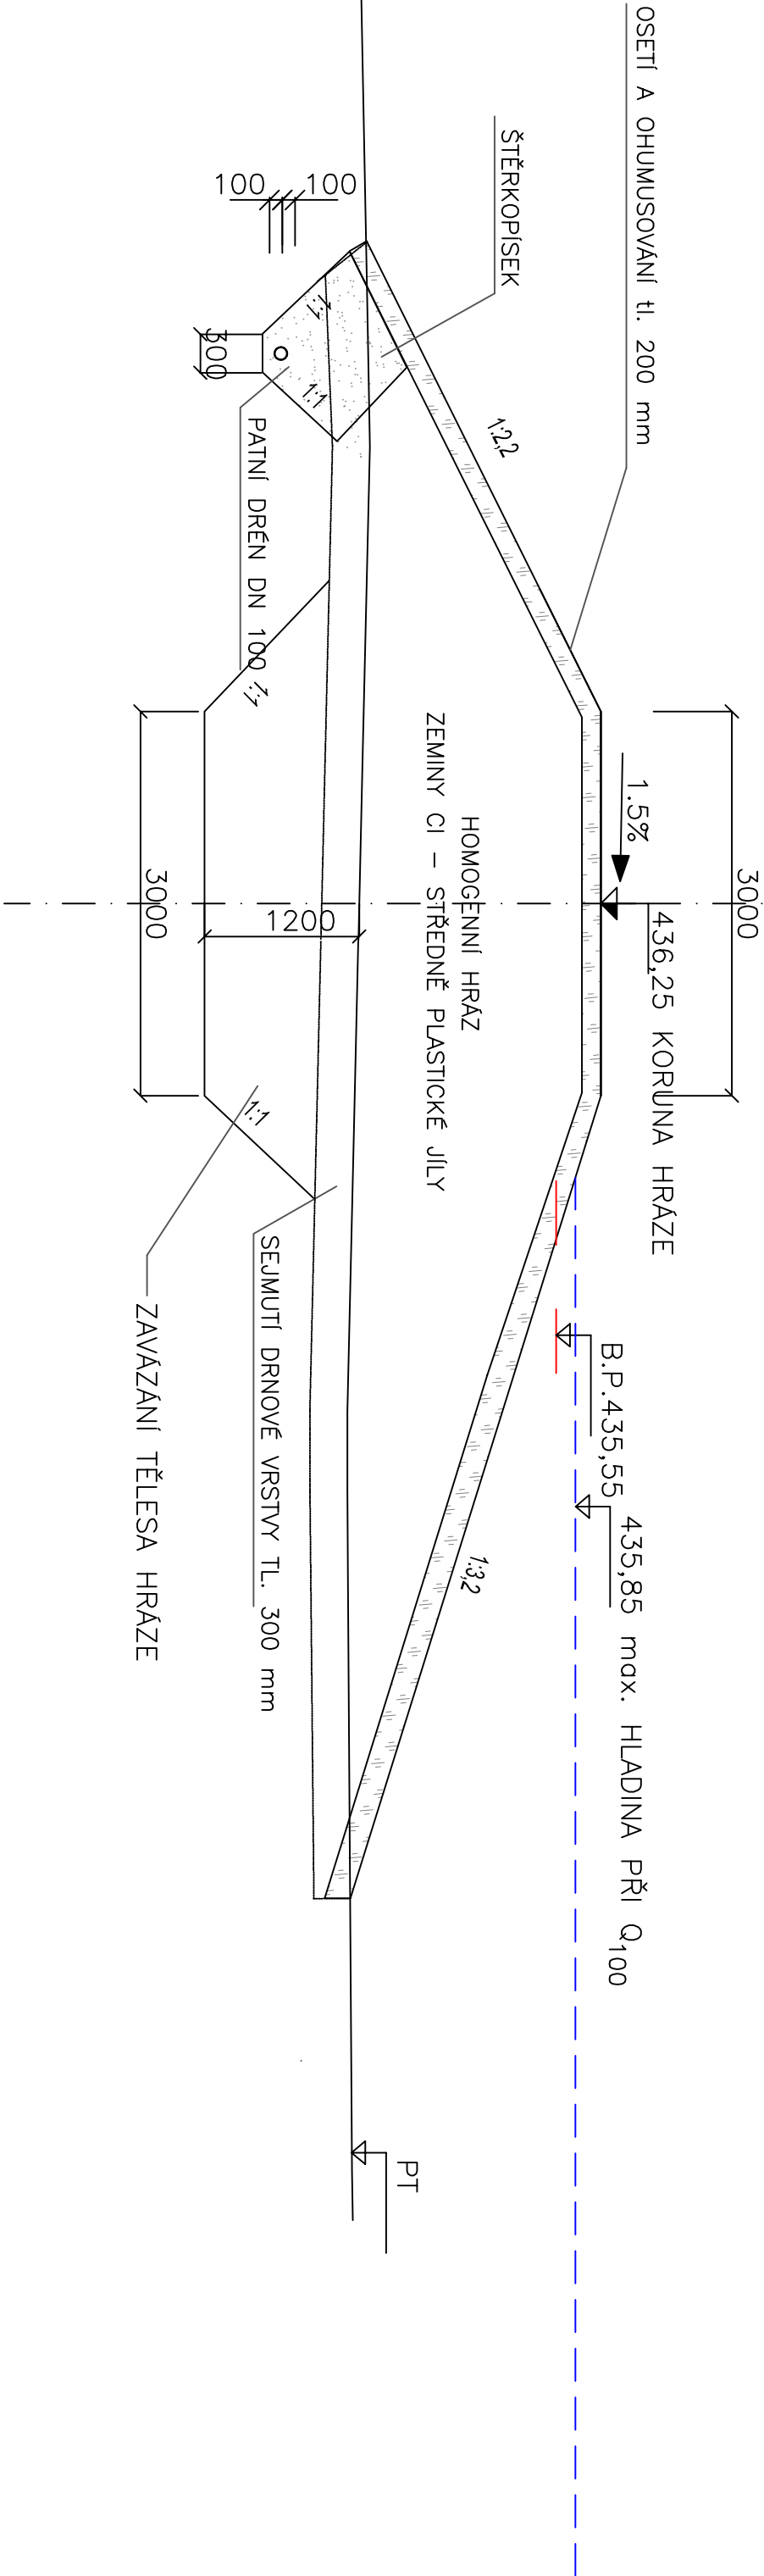 3000
436,25 KORUNA HRÁZE
1.5%
OSETÍ A OHUMUSOVÁNÍ tl. 200 mm
435,85 max. HLADINA PŘI Q100
B.P.435,55
ŠTĚRKOPÍSEK
1:2,2
1:3,2
HOMOGENNÍ HRÁZ
ZEMINY CI – STŘEDNĚ PLASTICKÉ JÍLY
PT
100
100
1:1
1:1
300
PATNÍ DRÉN DN 100
1:1
1200
1:1
SEJMUTÍ DRNOVÉ VRSTVY TL. 300 mm
3000
ZAVÁZÁNÍ TĚLESA HRÁZE